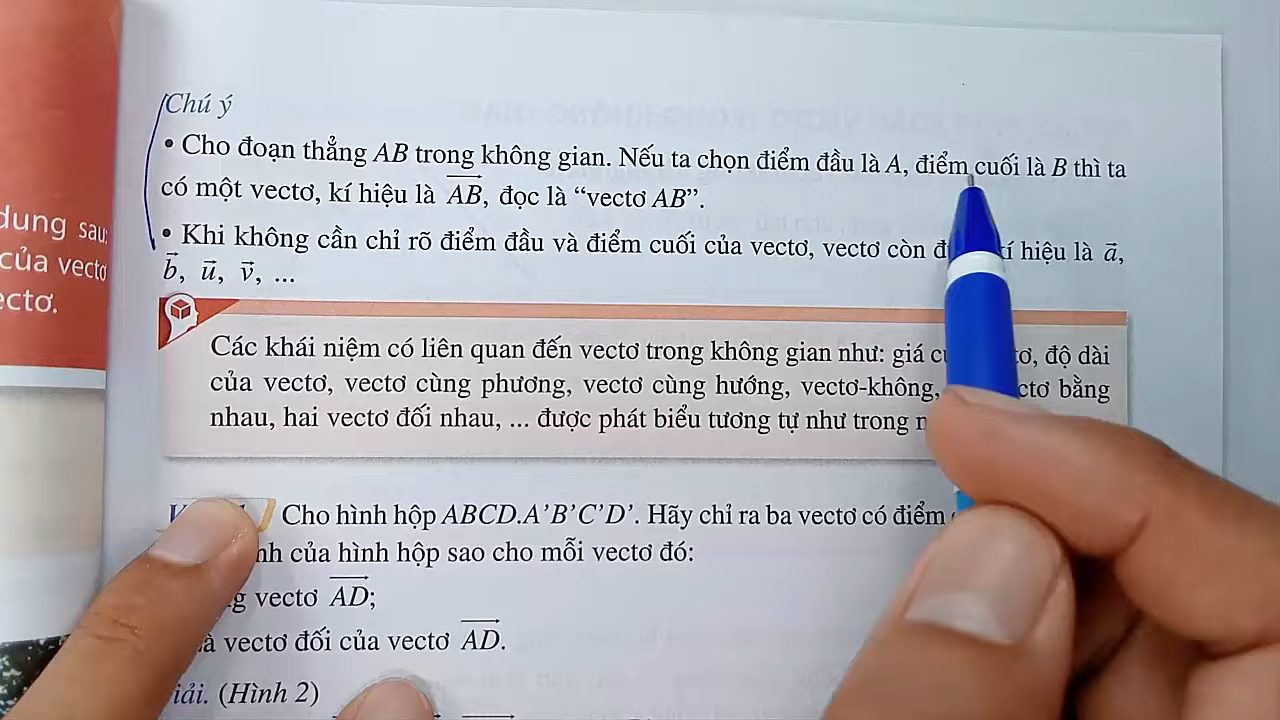 dung sau:
của vectơ
ectơ.
Chú ý
• Cho đoạn thẳng AB trong không gian. Nếu ta chọn điểm đầu là A, điểm cuối là B thì ta
có một vectơ, kí hiệu là \overrightarrow{AB}, đọc là “vectơ AB”.
• Khi không cần chỉ rõ điểm đầu và điểm cuối của vectơ, vectơ còn kí hiệu là \vec{a},
\vec{b}, \vec{u}, \vec{v}, ...
Các khái niệm có liên quan đến vectơ trong không gian như: giá độ dài
của vectơ, vectơ cùng phương, vectơ cùng hướng, vectơ-không, bằng
nhau, hai vectơ đối nhau, ... được phát biểu tương tự như trong
Cho hình hộp ABCD.A’B’C’D’. Hãy chỉ ra ba vectơ có điểm
của hình hộp sao cho mỗi vectơ đó:
vectơ \overrightarrow{AD};
vectơ đối của vectơ \overrightarrow{AD}.
(Hình 2)